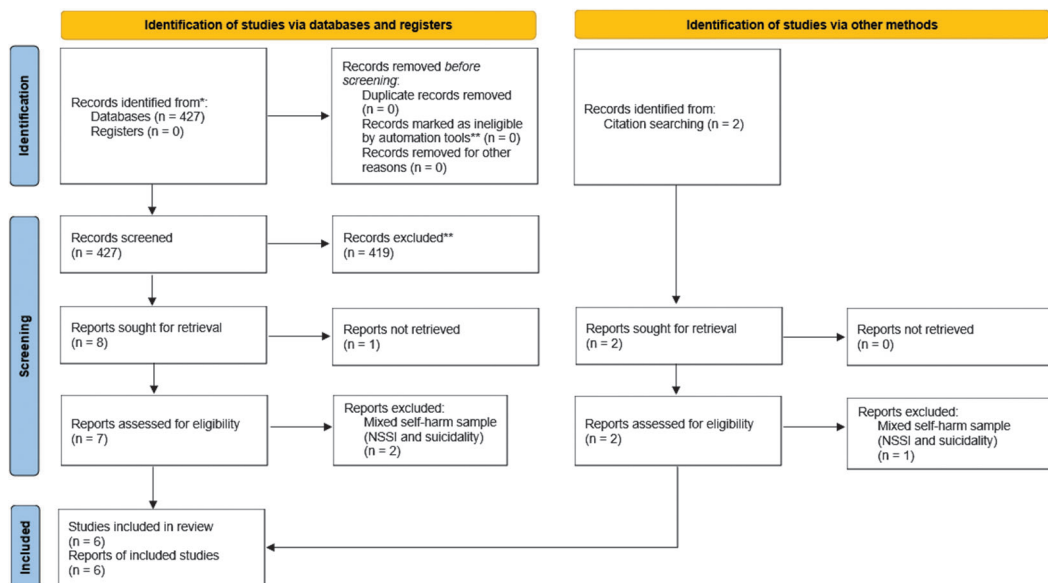 Identification of studies via databases and registers
Identification of studies via other methods
Identification
Records identified from*:
Databases (n = 427)
Registers (n = 0)
Records removed before
screening:
Duplicate records removed
(n = 0)
Records marked as ineligible
by automation tools** (n = 0)
Records removed for other
reasons (n = 0)
Records identified from:
Citation searching (n = 2)
Screening
Records screened
(n = 427)
Records excluded**
(n = 419)
Reports sought for retrieval
(n = 8)
Reports not retrieved
(n = 1)
Reports sought for retrieval
(n = 2)
Reports not retrieved
(n = 0)
Reports assessed for eligibility
(n = 7)
Reports excluded:
Mixed self-harm sample
(NSSI and suicidality)
(n = 2)
Reports assessed for eligibility
(n = 2)
Reports excluded:
Mixed self-harm sample
(NSSI and suicidality)
(n = 1)
Included
Studies included in review
(n = 6)
Reports of included studies
(n = 6)